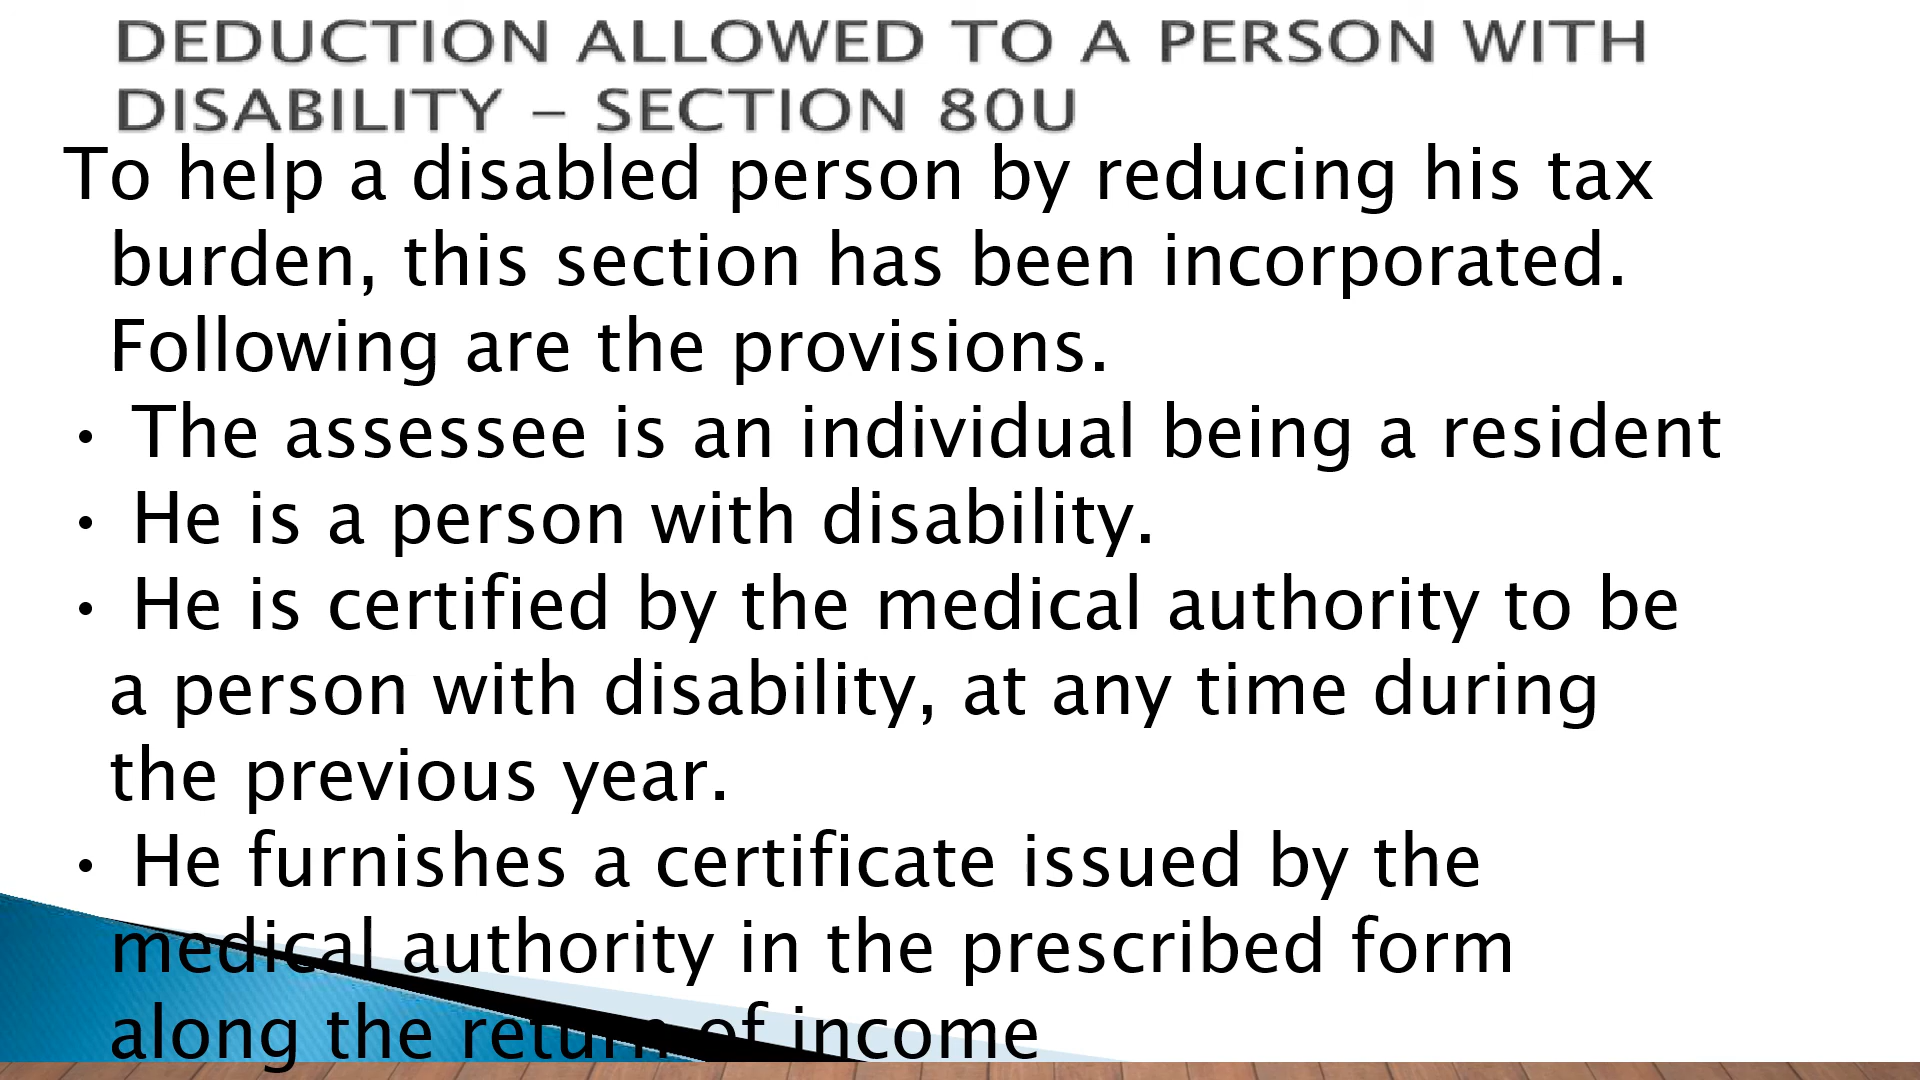 DEDUCTION ALLOWED TO A PERSON WITH
DISABILITY – SECTION 80U
To help a disabled person by reducing his tax
burden, this section has been incorporated.
Following are the provisions.
• The assessee is an individual being a resident
• He is a person with disability.
• He is certified by the medical authority to be
a person with disability, at any time during
the previous year.
• He furnishes a certificate issued by the
medical authority in the prescribed form
along the return of income